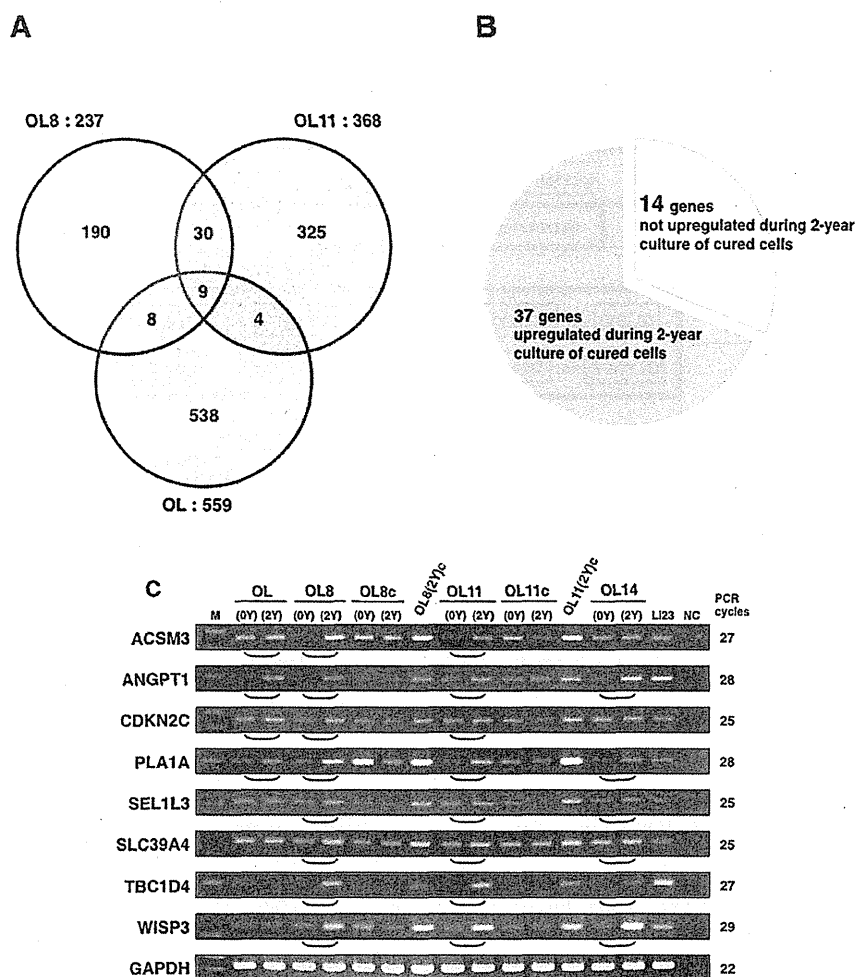 A
B
OL8 : 237
OL11 : 368
190
30
325
9
8
4
538
OL : 559
14 genes
not upregulated during 2-year
culture of cured cells
37 genes
upregulated during 2-year
culture of cured cells
C
OL OL8 OL8c OL8(2Y)c OL11 OL11c OL11(2Y)c OL14 PCR cycles
M (0Y) (2Y) (0Y) (2Y) (0Y) (2Y) (0Y) (2Y) (0Y) (2Y) (0Y) (2Y) Li23 NC
ACSM3 27
ANGPT1 28
CDKN2C 25
PLA1A 28
SEL1L3 25
SLC39A4 25
TBC1D4 27
WISP3 29
GAPDH 22